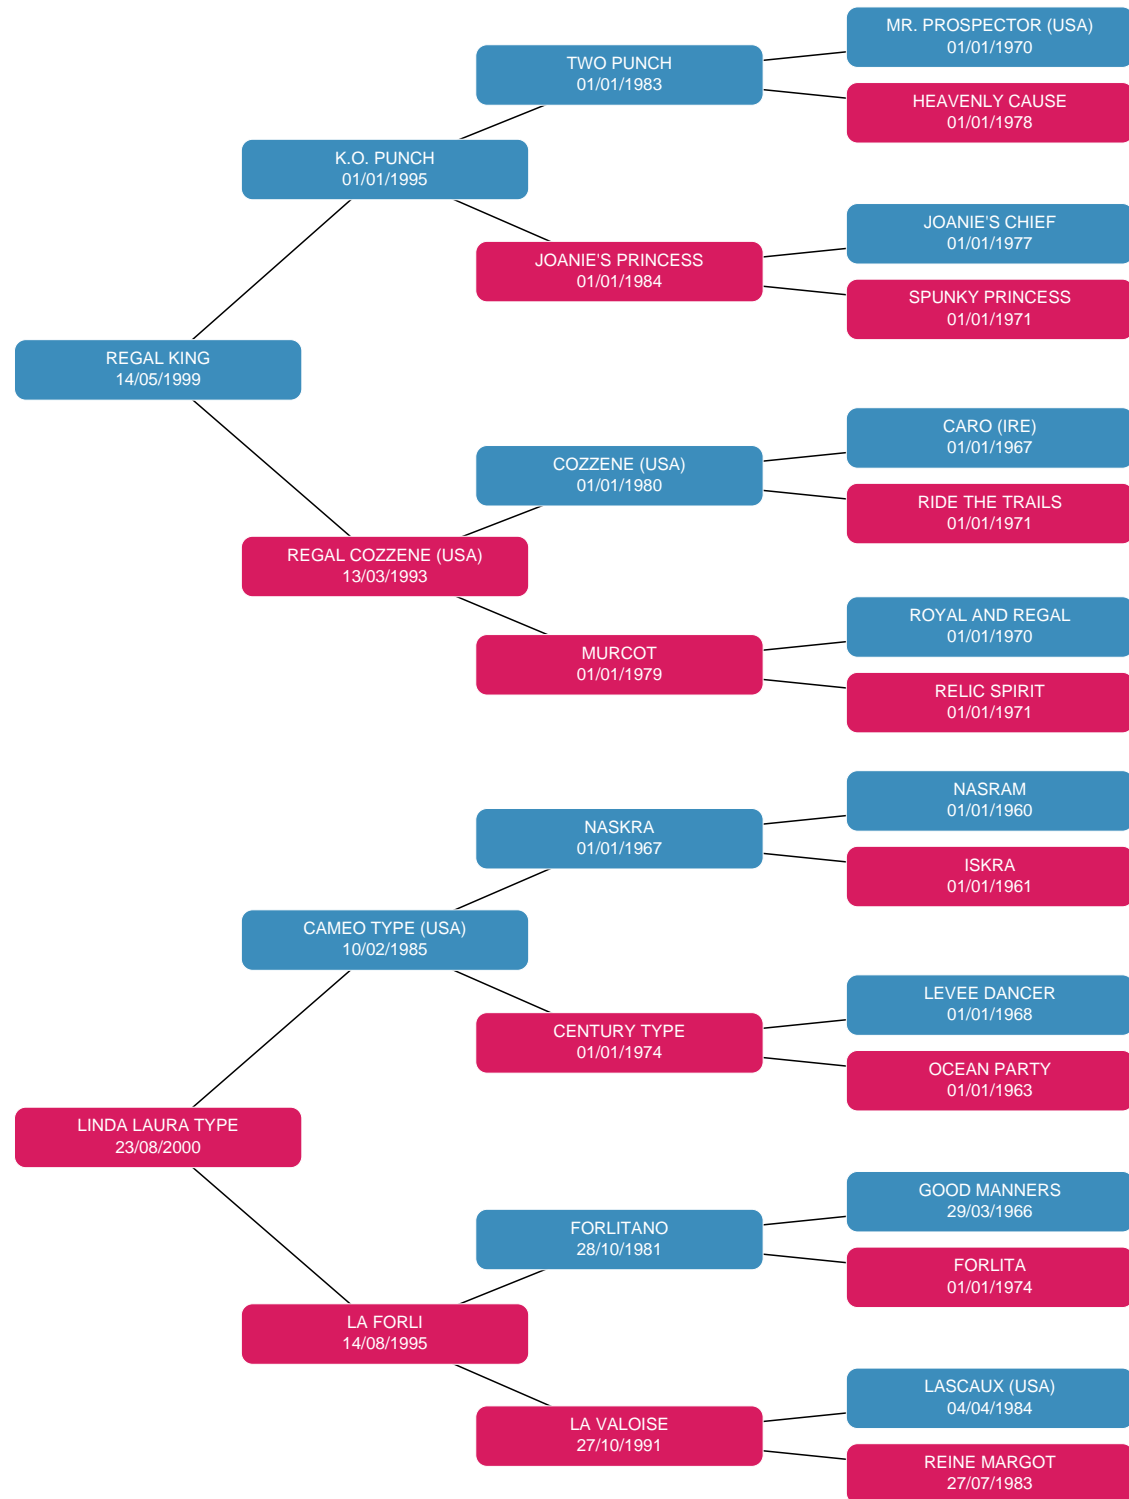 MR. PROSPECTOR (USA)
01/01/1970
TWO PUNCH
01/01/1983
HEAVENLY CAUSE
01/01/1978
K.O. PUNCH
01/01/1995
JOANIE'S CHIEF
01/01/1977
JOANIE'S PRINCESS
01/01/1984
SPUNKY PRINCESS
01/01/1971
REGAL KING
14/05/1999
CARO (IRE)
01/01/1967
COZZENE (USA)
01/01/1980
RIDE THE TRAILS
01/01/1971
REGAL COZZENE (USA)
13/03/1993
ROYAL AND REGAL
01/01/1970
MURCOT
01/01/1979
RELIC SPIRIT
01/01/1971
NASRAM
01/01/1960
NASKRA
01/01/1967
ISKRA
01/01/1961
CAMEO TYPE (USA)
10/02/1985
LEVEE DANCER
01/01/1968
CENTURY TYPE
01/01/1974
OCEAN PARTY
01/01/1963
LINDA LAURA TYPE
23/08/2000
GOOD MANNERS
29/03/1966
FORLITANO
28/10/1981
FORLITA
01/01/1974
LA FORLI
14/08/1995
LASCAUX (USA)
04/04/1984
LA VALOISE
27/10/1991
REINE MARGOT
27/07/1983